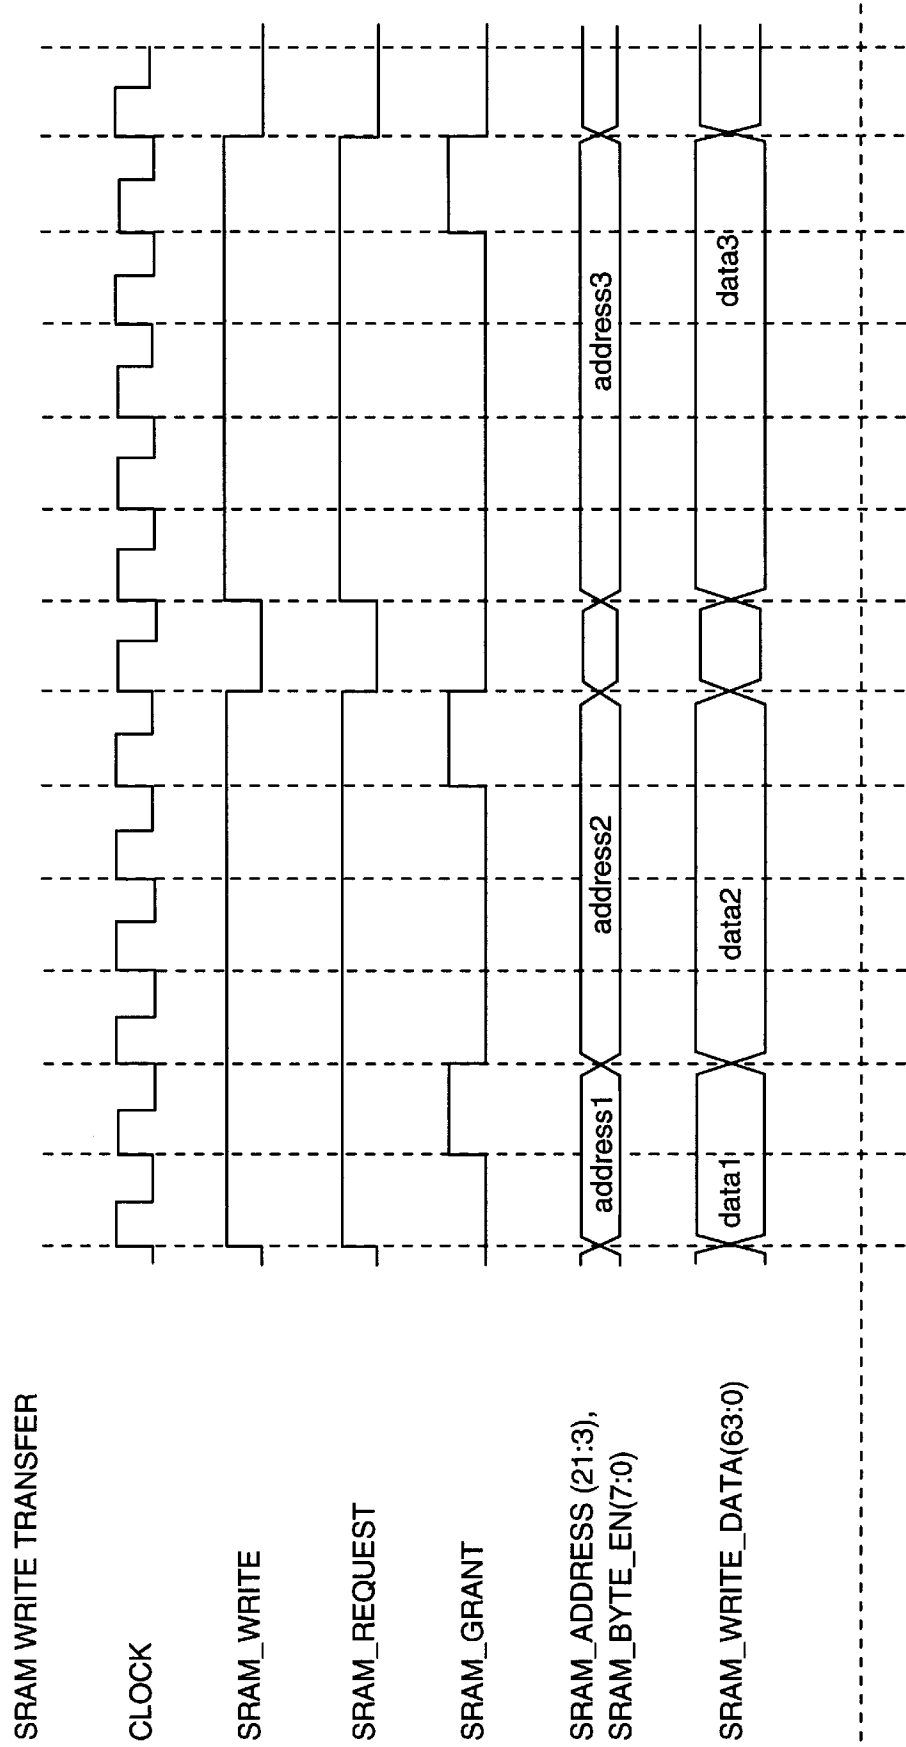 SRAM WRITE TRANSFER
CLOCK
SRAM_WRITE
SRAM_REQUEST
SRAM_GRANT
SRAM_ADDRESS (21:3),
SRAM_BYTE_EN(7:0)
address1
address2
address3
SRAM_WRITE_DATA(63:0)
data1
data2
data3